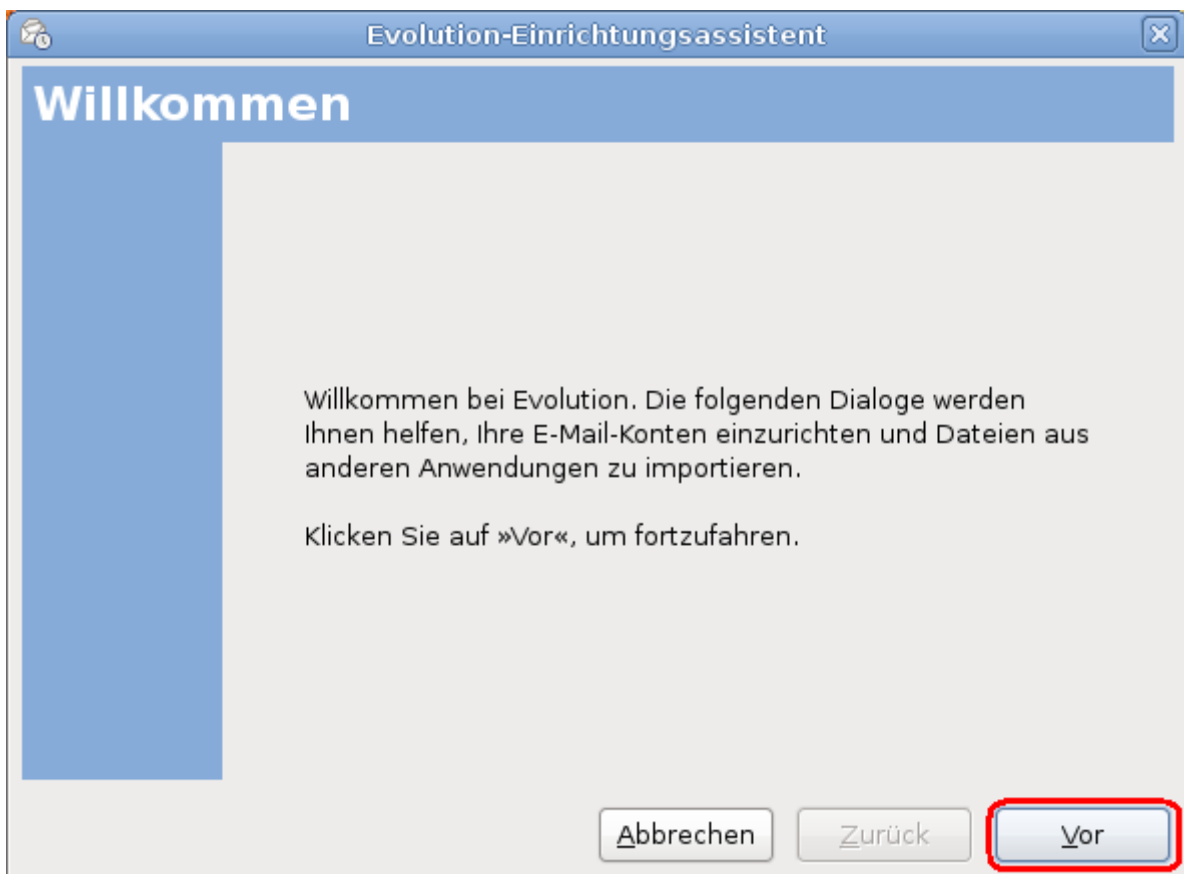 Evolution-Einrichtungsassistent
Willkommen
Willkommen bei Evolution. Die folgenden Dialoge werden
Ihnen helfen, Ihre E-Mail-Konten einzurichten und Dateien aus
anderen Anwendungen zu importieren.
Klicken Sie auf »Vor«, um fortzufahren.
Abbrechen Zurück Vor